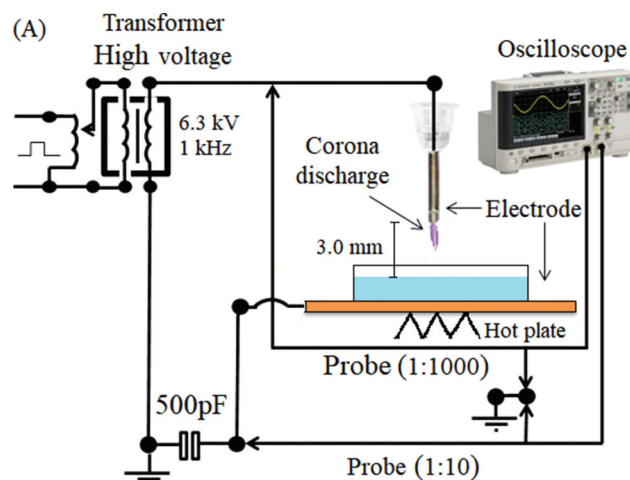 (A)
Transformer
High voltage
Oscilloscope
6.3 kV
1 kHz
Corona
discharge
Electrode
3.0 mm
Hot plate
Probe (1:1000)
500pF
Probe (1:10)